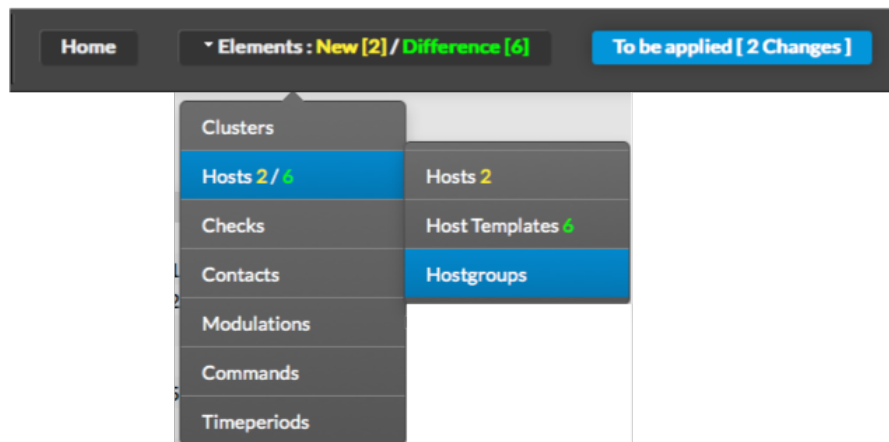 Home
Elements : New [2] / Difference [6]
To be applied [ 2 Changes ]
Clusters
Hosts 2 / 6
Hosts 2
Checks
Host Templates 6
Contacts
Hostgroups
Modulations
Commands
Timeperiods